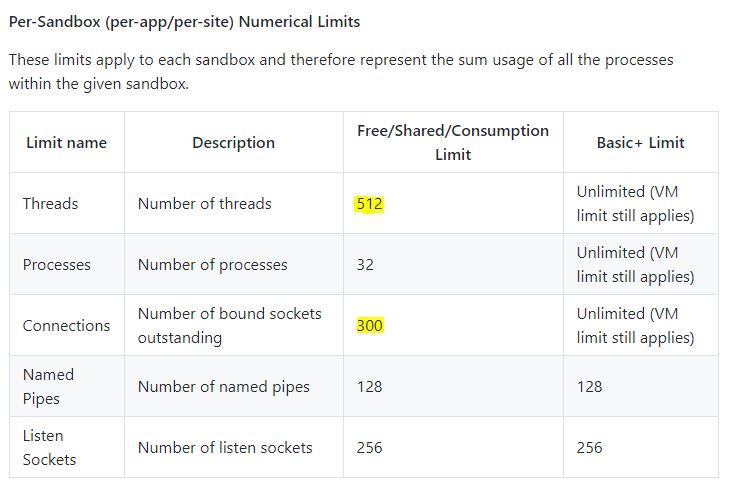 Per-Sandbox (per-app/per-site) Numerical Limits
These limits apply to each sandbox and therefore represent the sum usage of all the processes
within the given sandbox.
Limit name Description Free/Shared/Consumption Limit Basic+ Limit
Threads Number of threads 512 Unlimited (VM limit still applies)
Processes Number of processes 32 Unlimited (VM limit still applies)
Connections Number of bound sockets outstanding 300 Unlimited (VM limit still applies)
Named Pipes Number of named pipes 128 128
Listen Sockets Number of listen sockets 256 256